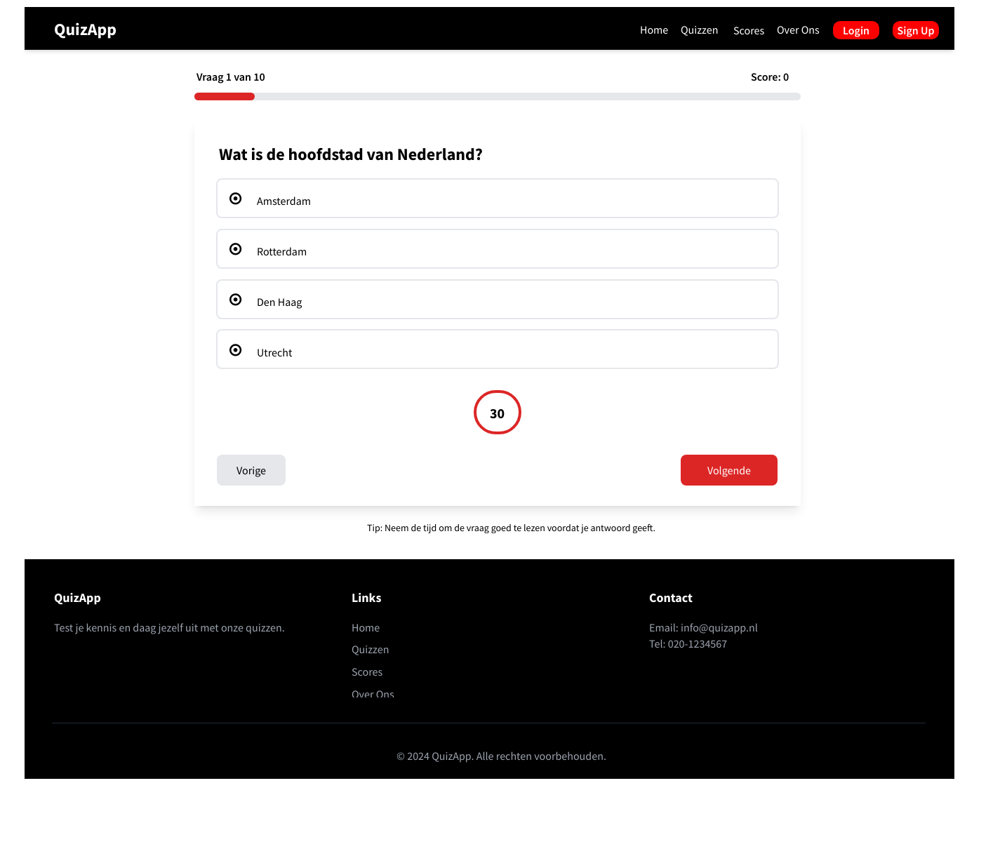 QuizApp
Home Quizzen Scores Over Ons Login Sign Up
Vraag 1 van 10 Score: 0
Wat is de hoofdstad van Nederland?
Amsterdam
Rotterdam
Den Haag
Utrecht
30
Vorige Volgende
Tip: Neem de tijd om de vraag goed te lezen voordat je antwoord geeft.
QuizApp
Test je kennis en daag jezelf uit met onze quizzen.
Links
Home
Quizzen
Scores
Over Ons
Contact
Email: info@quizapp.nl
Tel: 020-1234567
© 2024 QuizApp. Alle rechten voorbehouden.